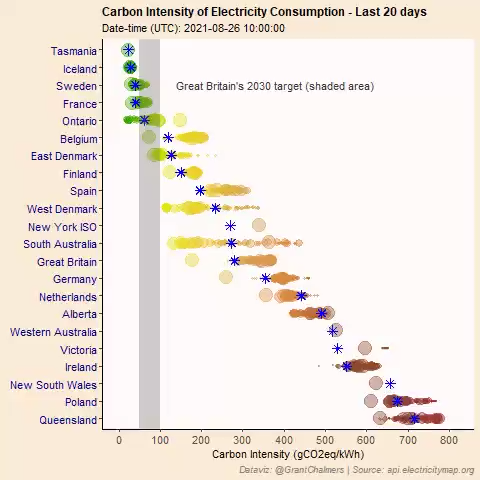 Carbon Intensity of Electricity Consumption - Last 20 days
Date-time (UTC): 2021-08-26 10:00:00
Tasmania
Iceland
Sweden
Great Britain's 2030 target (shaded area)
France
Ontario
Belgium
East Denmark
Finland
Spain
West Denmark
New York ISO
South Australia
Great Britain
Germany
Netherlands
Alberta
Western Australia
Victoria
Ireland
New South Wales
Poland
Queensland
0 100 200 300 400 500 600 700 800
Carbon Intensity (gCO2eq/kWh)
Dataviz: @GrantChalmers | Source: api.electricitymap.org